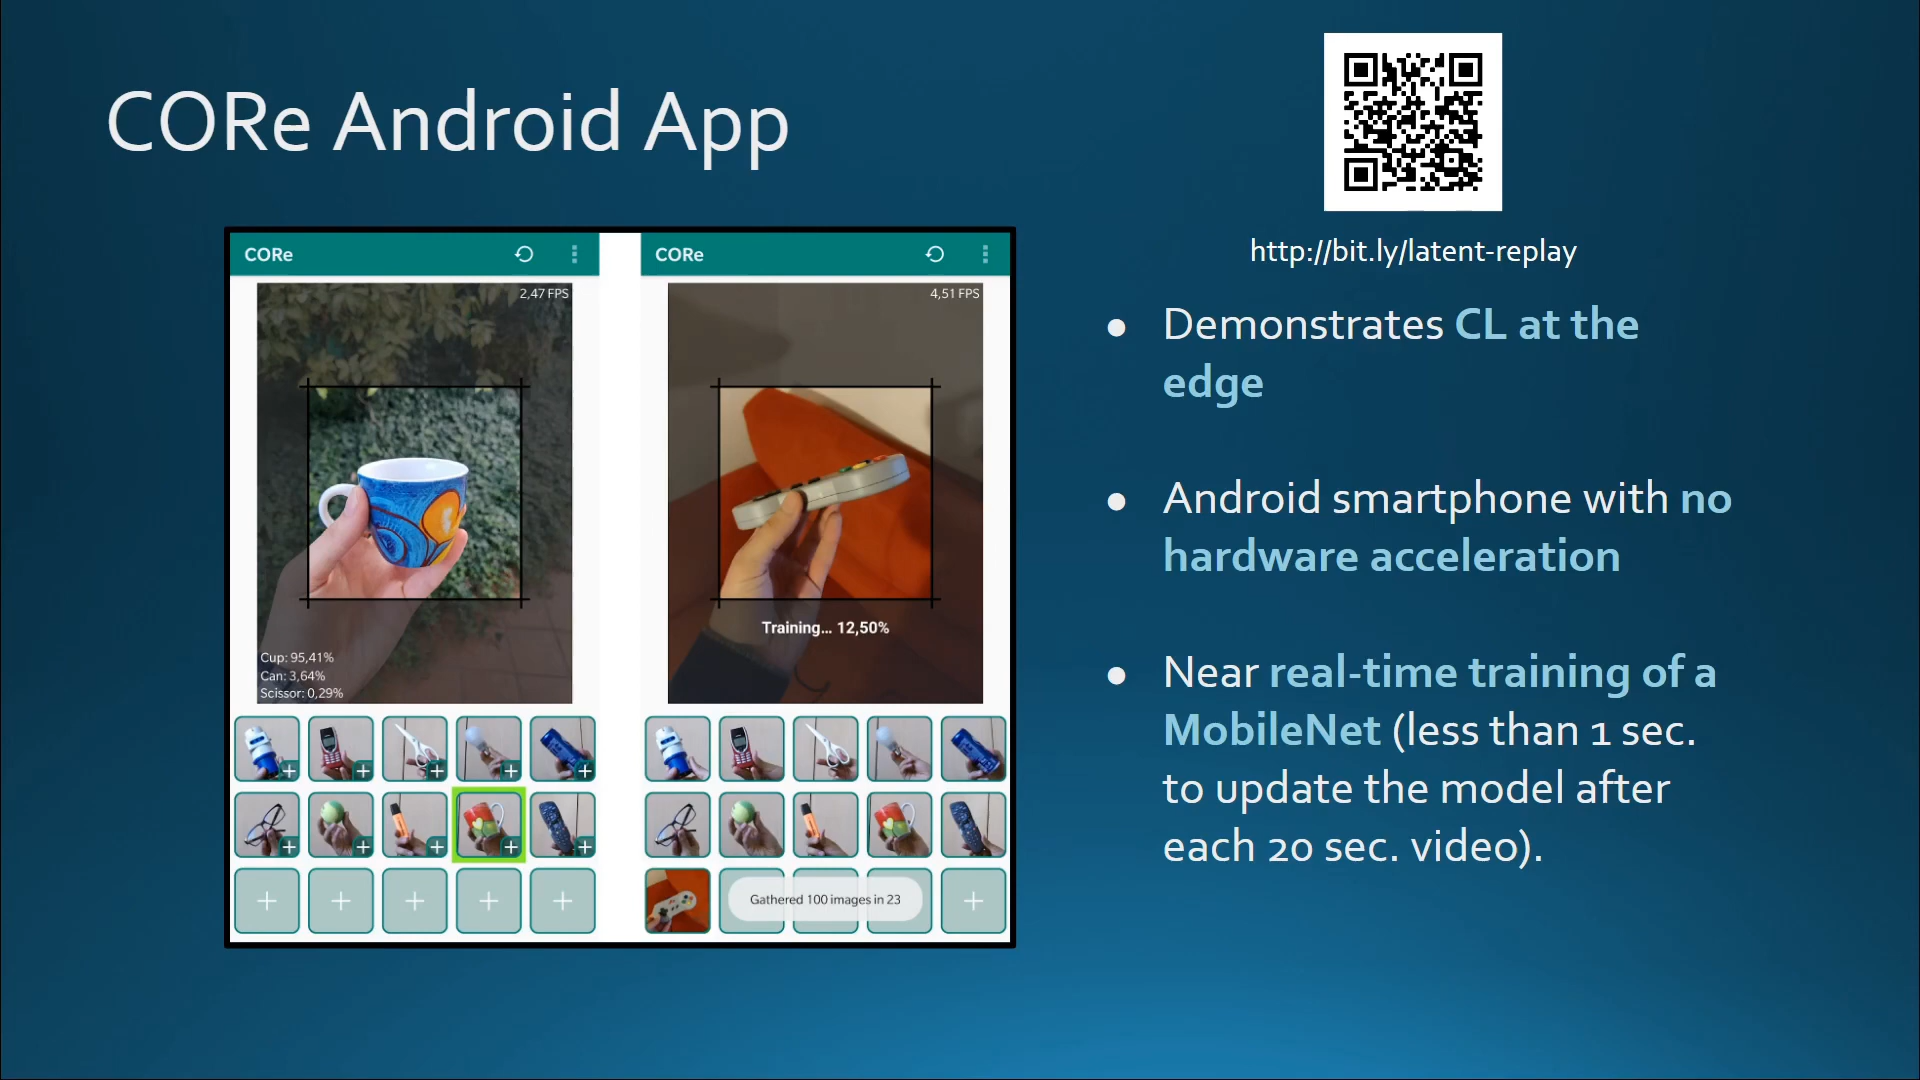 CORe Android App
http://bit.ly/latent-replay
CORe
2,47 FPS
Cup: 95,41%
Can: 3,64%
Scissor: 0,29%
CORe
4,51 FPS
Training... 12,50%
Gathered 100 images in 23
● Demonstrates CL at the
edge
● Android smartphone with no
hardware acceleration
● Near real-time training of a
MobileNet (less than 1 sec.
to update the model after
each 20 sec. video).